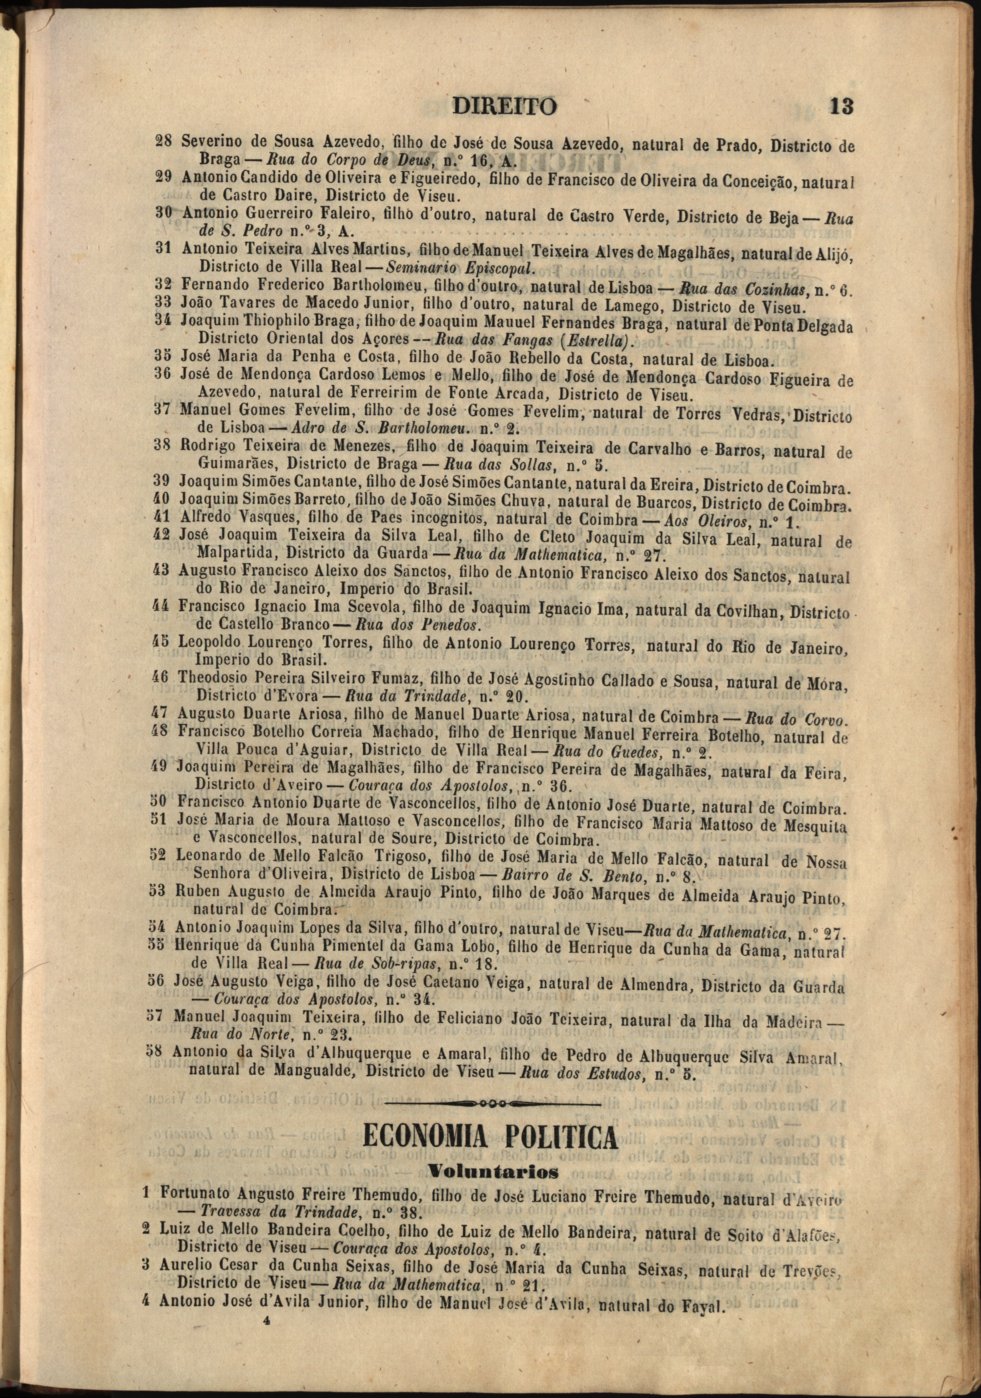 DIREITO 13
28 Severino de Sousa Azevedo, filho de José de Sousa Azevedo, natural de Prado, Districto de
Braga — Rua do Corpo de Deus, n.º 16, A.
29 Antonio Candido de Oliveira e Figueiredo, filho de Francisco de Oliveira da Conceição, natural
de Castro Daire, Districto de Viseu.
30 Antonio Guerreiro Faleiro, filho d'outro, natural de Castro Verde, Districto de Beja — Rua
de S. Pedro n.º 3, A.
31 Antonio Teixeira Alves Martins, filho de Manuel Teixeira Alves de Magalhães, natural de Alijó,
Districto de Villa Real — Seminario Episcopal.
32 Fernando Frederico Bartholomeu, filho d'outro, natural de Lisboa — Rua das Cozinhas, n.º 6.
33 João Tavares de Macedo Junior, filho d'outro, natural de Lamego, Districto de Viseu.
34 Joaquim Thiophilo Braga, filho de Joaquim Mauuel Fernandes Braga, natural de Ponta Delgada
Districto Oriental dos Açores — Rua das Fangas (Estrella).
35 José Maria da Penha e Costa, filho de João Rebello da Costa, natural de Lisboa.
36 José de Mendonça Cardoso Lemos e Mello, filho de José de Mendonça Cardoso Figueira de
Azevedo, natural de Ferreirim de Fonte Arcada, Districto de Viseu.
37 Manuel Gomes Fevelim, filho de José Gomes Fevelim, natural de Torres Vedras, Districto
de Lisboa — Adro de S. Bartholomeu. n.º 2.
38 Rodrigo Teixeira de Menezes, filho de Joaquim Teixeira de Carvalho e Barros, natural de
Guimarães, Districto de Braga — Rua das Sollas, n.º 5.
39 Joaquim Simões Cantante, filho de José Simões Cantante, natural da Ereira, Districto de Coimbra.
40 Joaquim Simões Barreto, filho de João Simões Chuva, natural de Buarcos, Districto de Coimbra.
41 Alfredo Vasques, filho de Paes incognitos, natural de Coimbra — Aos Oleiros, n.º 1.
42 José Joaquim Teixeira da Silva Leal, filho de Cleto Joaquim da Silva Leal, natural de
Malpartida, Districto da Guarda — Rua da Mathematica, n.º 27.
43 Augusto Francisco Aleixo dos Sanctos, filho de Antonio Francisco Aleixo dos Sanctos, natural
do Rio de Janeiro, Imperio do Brasil.
44 Francisco Ignacio Ima Scevola, filho de Joaquim Ignacio Ima, natural da Covilhan, Districto
de Castello Branco — Rua dos Penedos.
45 Leopoldo Lourenço Torres, filho de Antonio Lourenço Torres, natural do Rio de Janeiro,
Imperio do Brasil.
46 Theodosio Pereira Silveiro Fumaz, filho de José Agostinho Callado e Sousa, natural de Móra,
Districto d'Evora — Rua da Trindade, n.º 20.
47 Augusto Duarte Ariosa, filho de Manuel Duarte Ariosa, natural de Coimbra — Rua do Corvo.
48 Francisco Botelho Correia Machado, filho de Henrique Manuel Ferreira Botelho, natural de
Villa Pouca d'Aguiar, Districto de Villa Real — Rua do Guedes, n.º 2.
49 Joaquim Pereira de Magalhães, filho de Francisco Pereira de Magalhães, natural da Feira,
Districto d'Aveiro — Couraça dos Apostolos, n.º 36.
50 Francisco Antonio Duarte de Vasconcellos, filho de Antonio José Duarte, natural de Coimbra.
51 José Maria de Moura Mattoso e Vasconcellos, filho de Francisco Maria Mattoso de Mesquita
e Vasconcellos, natural de Soure, Districto de Coimbra.
52 Leonardo de Mello Falcão Trigoso, filho de José Maria de Mello Falcão, natural de Nossa
Senhora d'Oliveira, Districto de Lisboa — Bairro de S. Bento, n.º 8.
53 Ruben Augusto de Almeida Araujo Pinto, filho de João Marques de Almeida Araujo Pinto,
natural de Coimbra.
54 Antonio Joaquim Lopes da Silva, filho d'outro, natural de Viseu—Rua da Mathematica, n.º 27.
55 Henrique da Cunha Pimentel da Gama Lobo, filho de Henrique da Cunha da Gama, natural
de Villa Real — Rua de Sob-ripas, n.º 18.
56 José Augusto Veiga, filho de José Caetano Veiga, natural de Almendra, Districto da Guarda
— Couraça dos Apostolos, n.º 34.
57 Manuel Joaquim Teixeira, filho de Feliciano João Teixeira, natural da Ilha da Madeira —
Rua do Norte, n.º 23.
58 Antonio da Silva d'Albuquerque e Amaral, filho de Pedro de Albuquerque Silva Amaral,
natural de Mangualde, Districto de Viseu — Rua dos Estudos, n.º 5.
ECONOMIA POLITICA
Voluntarios
1 Fortunato Augusto Freire Themudo, filho de José Luciano Freire Themudo, natural d'Aveiro
— Travessa da Trindade, n.º 38.
2 Luiz de Mello Bandeira Coelho, filho de Luiz de Mello Bandeira, natural de Soito d'Alafões,
Districto de Viseu — Couraça dos Apostolos, n.º 4.
3 Aurelio Cesar da Cunha Seixas, filho de José Maria da Cunha Seixas, natural de Trevões,
Districto de Viseu — Rua da Mathematica, n º 21.
4 Antonio José d'Avila Junior, filho de Manuel José d'Avila, natural do Fayal.
4